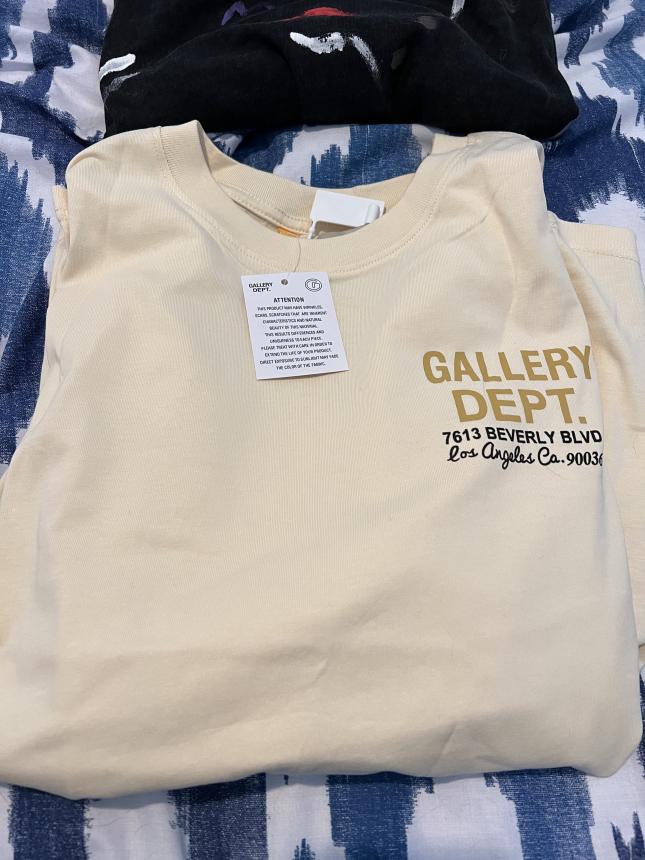 GALLERY
DEPT.
ATTENTION
THIS PRODUCT MAY HAVE WRINKLES,
SCARS, SCRATCHES THAT ARE INHERENT
CHARACTERISTICS AND NATURAL
BEAUTY OF THIS MATERIAL.
THIS RESULTS DIFFERENCES AND
UNIQUENESS TO EACH PIECE.
PLEASE TREAT WITH CARE IN ORDER TO
EXTEND THE LIFE OF YOUR PRODUCT.
DIRECT EXPOSURE TO SUNLIGHT MAY FADE
THE COLOR OF THE FABRIC.
GALLERY
DEPT.
7613 BEVERLY BLVD
Los Angeles Ca. 90036